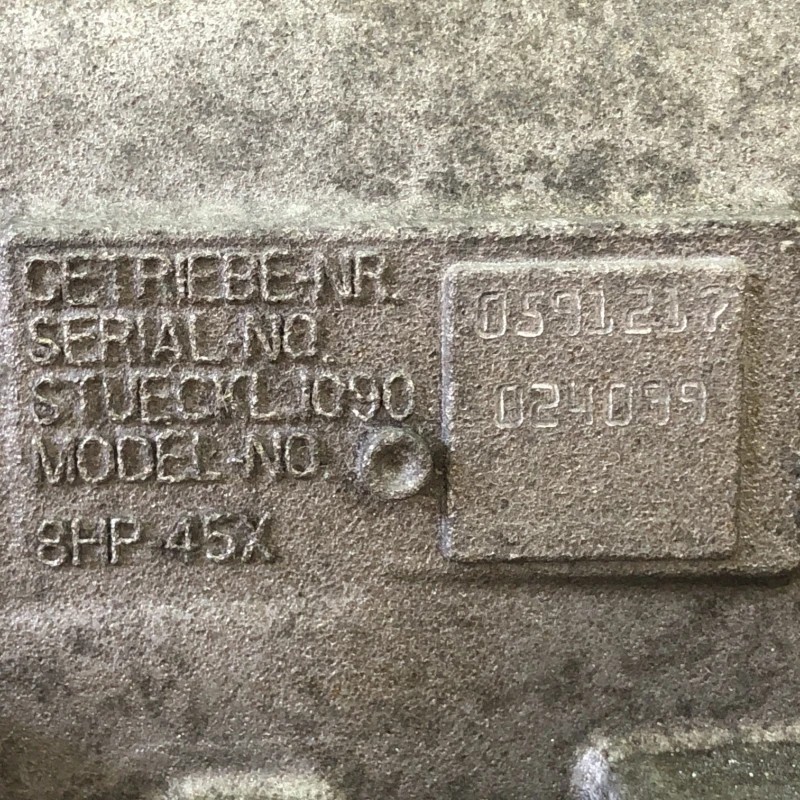 GETRIEBE-NR.
SERIAL-NO.
STUECKL.1090
MODEL-NO.
8HP 45X
0591217
024099